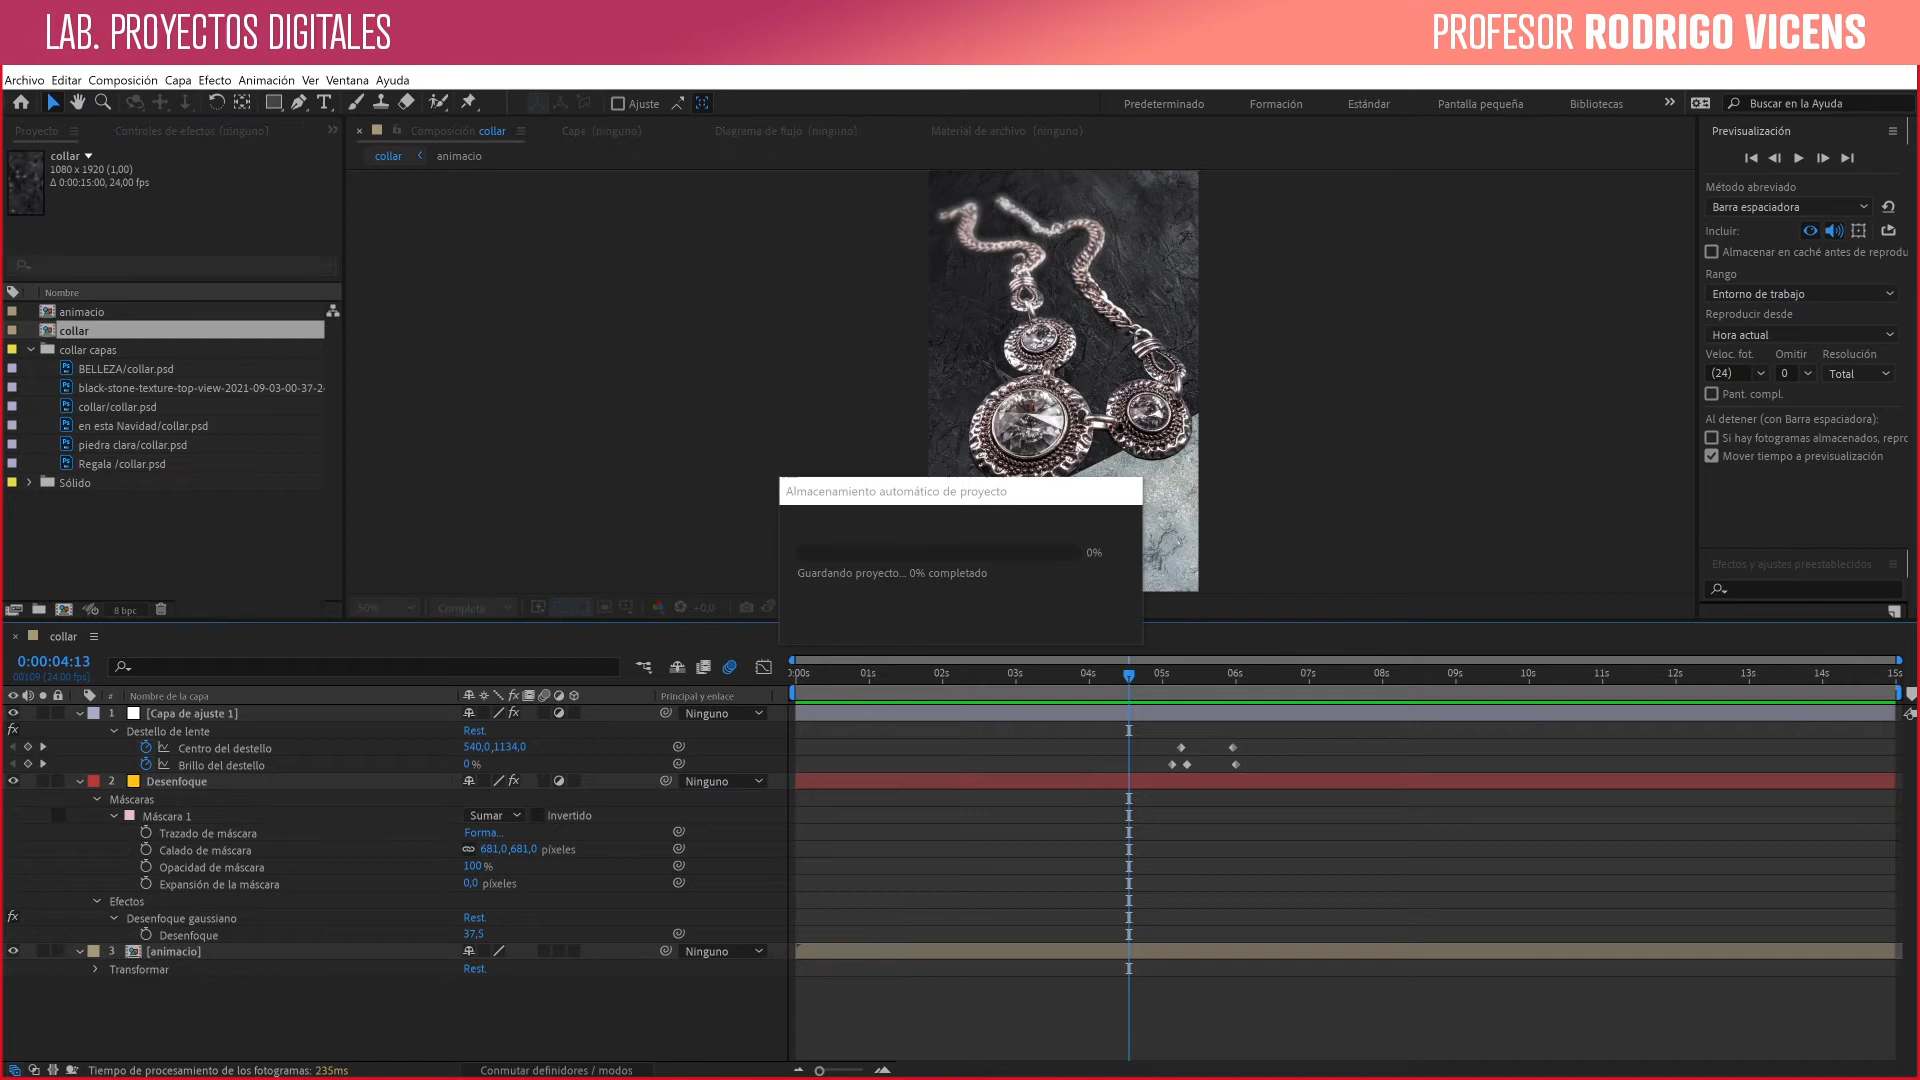 LAB. PROYECTOS DIGITALES
PROFESOR RODRIGO VICENS
Archivo Editar Composición Capa Efecto Animación Ver Ventana Ayuda
Ajuste
Predeterminado Formación Estándar Pantalla pequeña Bibliotecas
Buscar en la Ayuda
Proyecto Controles de efectos (ninguno)
Composición collar Capa (ninguno) Diagrama de flujo (ninguno) Material de archivo (ninguno)
Previsualización
collar
1080 x 1920 (1,00)
Δ 0:00:15:00, 24,00 fps
collar animacio
Método abreviado
Barra espaciadora
Incluir:
Almacenar en caché antes de reprodu
Rango
Entorno de trabajo
Reproducir desde
Hora actual
Veloc. fot. Omitir Resolución
(24) 0 Total
Pant. compl.
Al detener (con Barra espaciadora):
Si hay fotogramas almacenados, repro
Mover tiempo a previsualización
Efectos y ajustes preestablecidos
Nombre
animacio
collar
collar capas
BELLEZA/collar.psd
black-stone-texture-top-view-2021-09-03-00-37-2
collar/collar.psd
en esta Navidad/collar.psd
piedra clara/collar.psd
Regala /collar.psd
Sólido
Almacenamiento automático de proyecto
0%
Guardando proyecto... 0% completado
8 bpc
50% Completa +0,0
collar
0:00:04:13
00109 (24.00 fps)
:00s 01s 02s 03s 04s 05s 06s 07s 08s 09s 10s 11s 12s 13s 14s 15s
# Nombre de la capa fx Principal y enlace
1 [Capa de ajuste 1] fx Ninguno
fx Destello de lente Rest.
Centro del destello 540,0,1134,0
Brillo del destello 0 %
2 Desenfoque fx Ninguno
Máscaras
Máscara 1 Sumar Invertido
Trazado de máscara Forma...
Calado de máscara 681,0,681,0 píxeles
Opacidad de máscara 100 %
Expansión de la máscara 0,0 píxeles
Efectos
fx Desenfoque gaussiano Rest.
Desenfoque 37,5
3 [animacio] Ninguno
Transformar Rest.
Tiempo de procesamiento de los fotogramas: 235ms
Conmutar definidores / modos